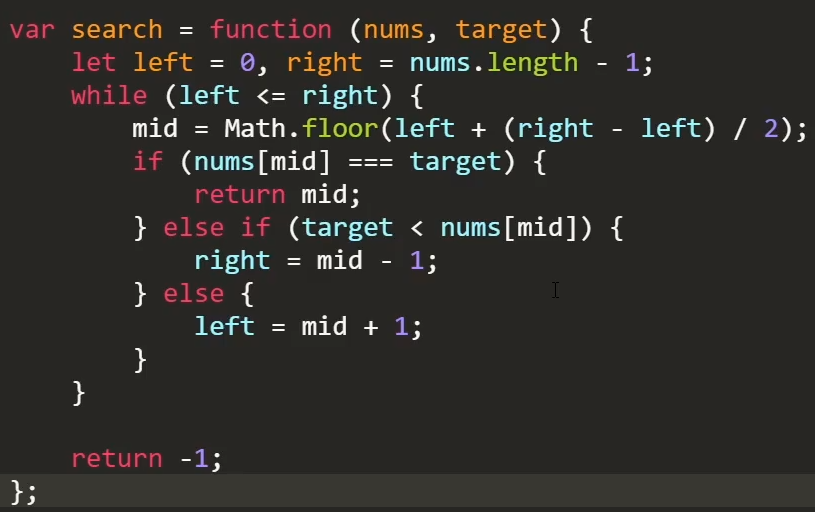 var search = function (nums, target) {
    let left = 0, right = nums.length - 1;
    while (left <= right) {
        mid = Math.floor(left + (right - left) / 2);
        if (nums[mid] === target) {
            return mid;
        } else if (target < nums[mid]) {
            right = mid - 1;
        } else {
            left = mid + 1;
        }
    }

    return -1;
};